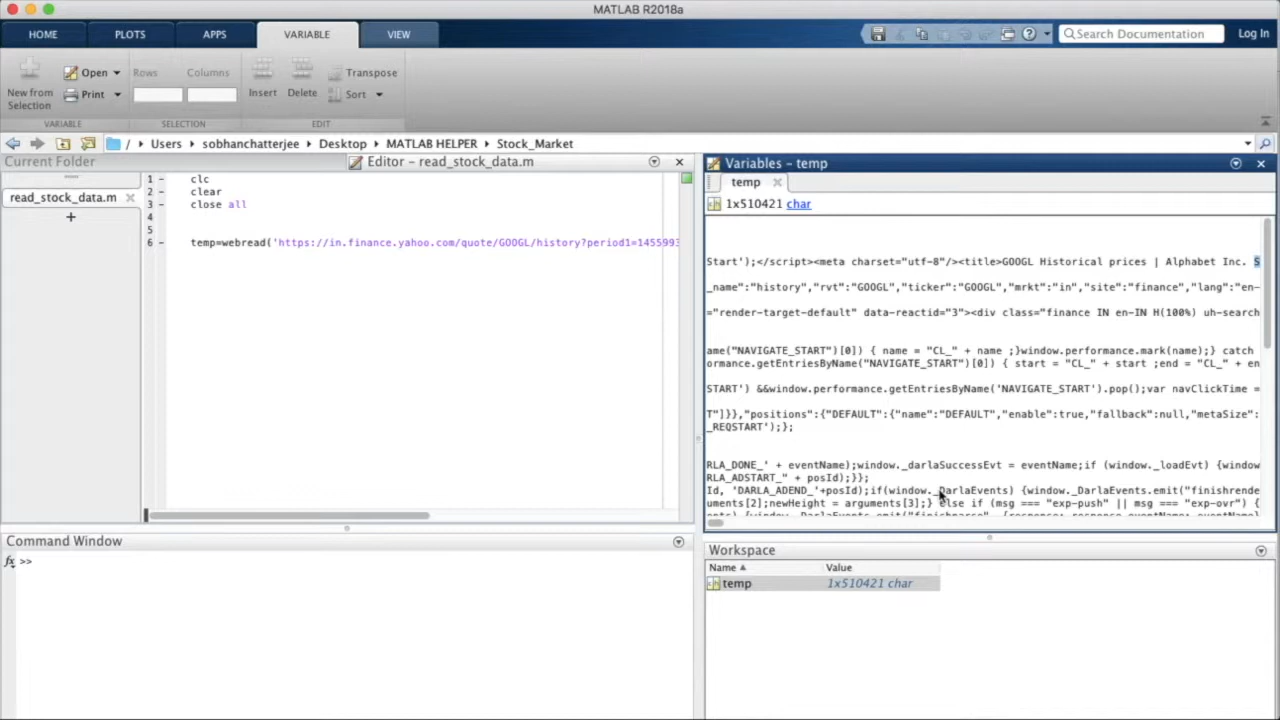 MATLAB R2018a
HOME PLOTS APPS VARIABLE VIEW Search Documentation Log In
New from Selection Open Print Rows Columns Insert Delete Transpose Sort
VARIABLE SELECTION EDIT
/ Users sobhanchatterjee Desktop MATLAB HELPER Stock_Market
Current Folder
Editor – read_stock_data.m
Variables – temp
read_stock_data.m
+
1 – clc
2 – clear
3 – close all
4
5
6 – temp=webread('https://in.finance.yahoo.com/quote/GOOGL/history?period1=1455993
temp
1x510421 char
Start');</script><meta charset="utf-8"/><title>GOOGL Historical prices | Alphabet Inc. S
_name":"history","rvt":"GOOGL","ticker":"GOOGL","mrkt":"in","site":"finance","lang":"en-
="render-target-default" data-reactid="3"><div class="finance IN en-IN H(100%) uh-search
ame("NAVIGATE_START")[0]) { name = "CL_" + name ;}window.performance.mark(name);} catch
ormance.getEntriesByName("NAVIGATE_START")[0]) { start = "CL_" + start ;end = "CL_" + en
START') &&window.performance.getEntriesByName('NAVIGATE_START').pop();var navClickTime =
T"]}},"positions":{"DEFAULT":{"name":"DEFAULT","enable":true,"fallback":null,"metaSize":
_REQSTART');};
RLA_DONE_' + eventName);window._darlaSuccessEvt = eventName;if (window._loadEvt) {window
RLA_ADSTART_" + posId);}};
Id, 'DARLA_ADEND_'+posId);if(window._DarlaEvents) {window._DarlaEvents.emit("finishrende
uments[2];newHeight = arguments[3];} else if (msg === "exp-push" || msg === "exp-ovr") {
Command Window
fx >>
Workspace
Name Value
temp 1x510421 char